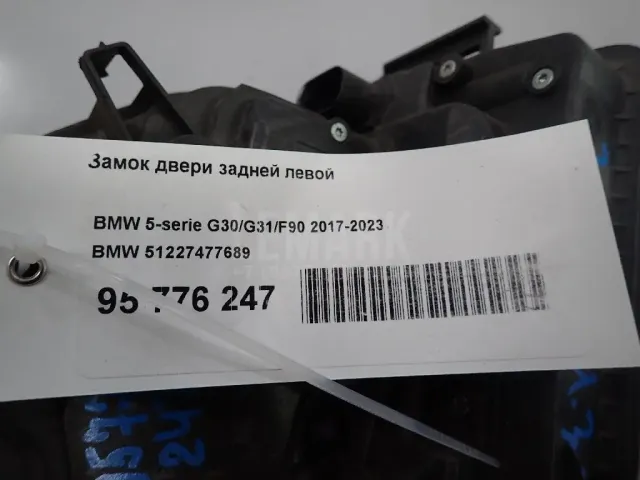 Замок двери задней левой
BMW 5-serie G30/G31/F90 2017-2023
BMW 51227477689
95 776 247